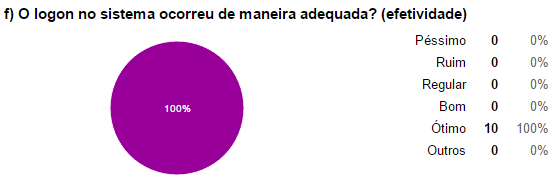 f) O logon no sistema ocorreu de maneira adequada? (efetividade)
100%
Péssimo 0 0%
Ruim 0 0%
Regular 0 0%
Bom 0 0%
Ótimo 10 100%
Outros 0 0%